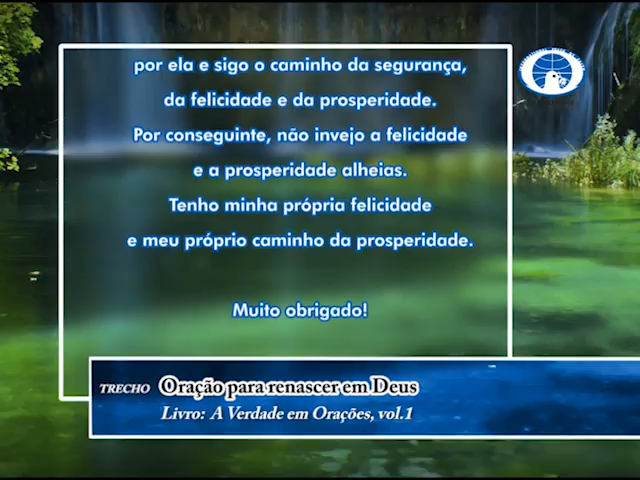 por ela e sigo o caminho da segurança,
da felicidade e da prosperidade.
Por conseguinte, não invejo a felicidade
e a prosperidade alheias.
Tenho minha própria felicidade
e meu próprio caminho da prosperidade.
Muito obrigado!
TRECHO Oração para renascer em Deus
Livro: A Verdade em Orações, vol.1